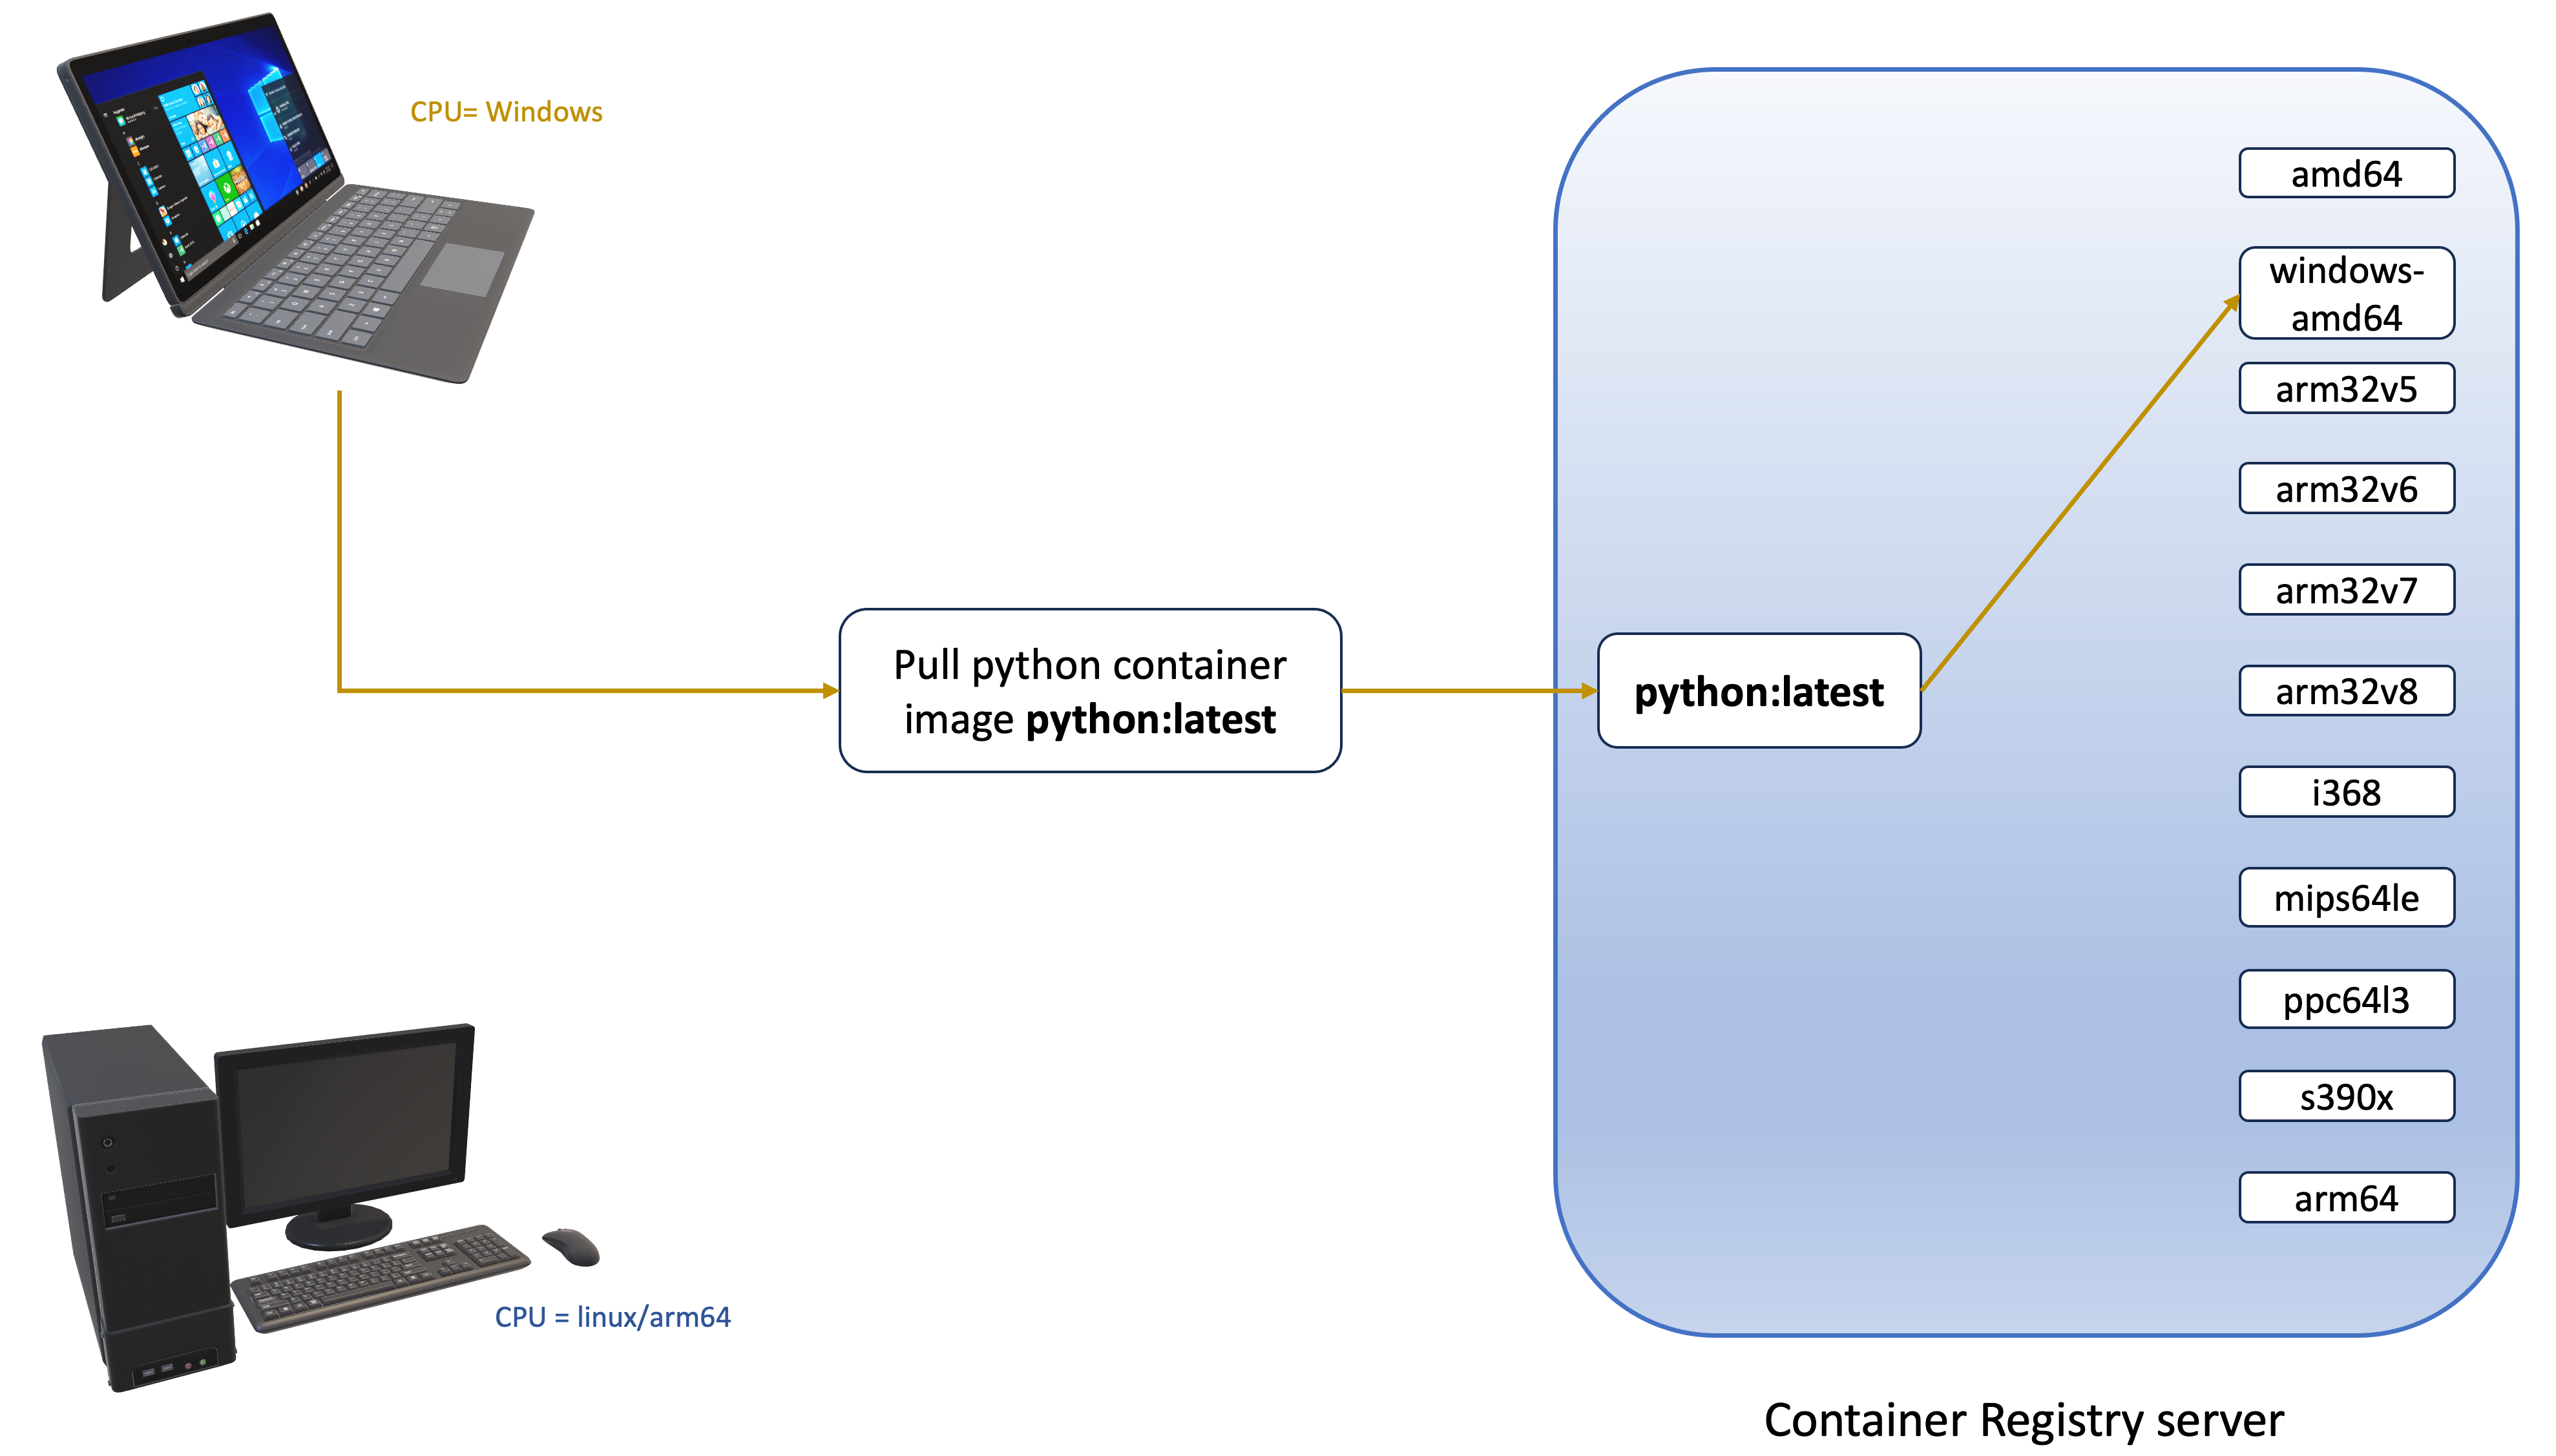 CPU= Windows
Pull python container
image python:latest
CPU = linux/arm64
python:latest
amd64
windows-
amd64
arm32v5
arm32v6
arm32v7
arm32v8
i368
mips64le
ppc64l3
s390x
arm64
Container Registry server